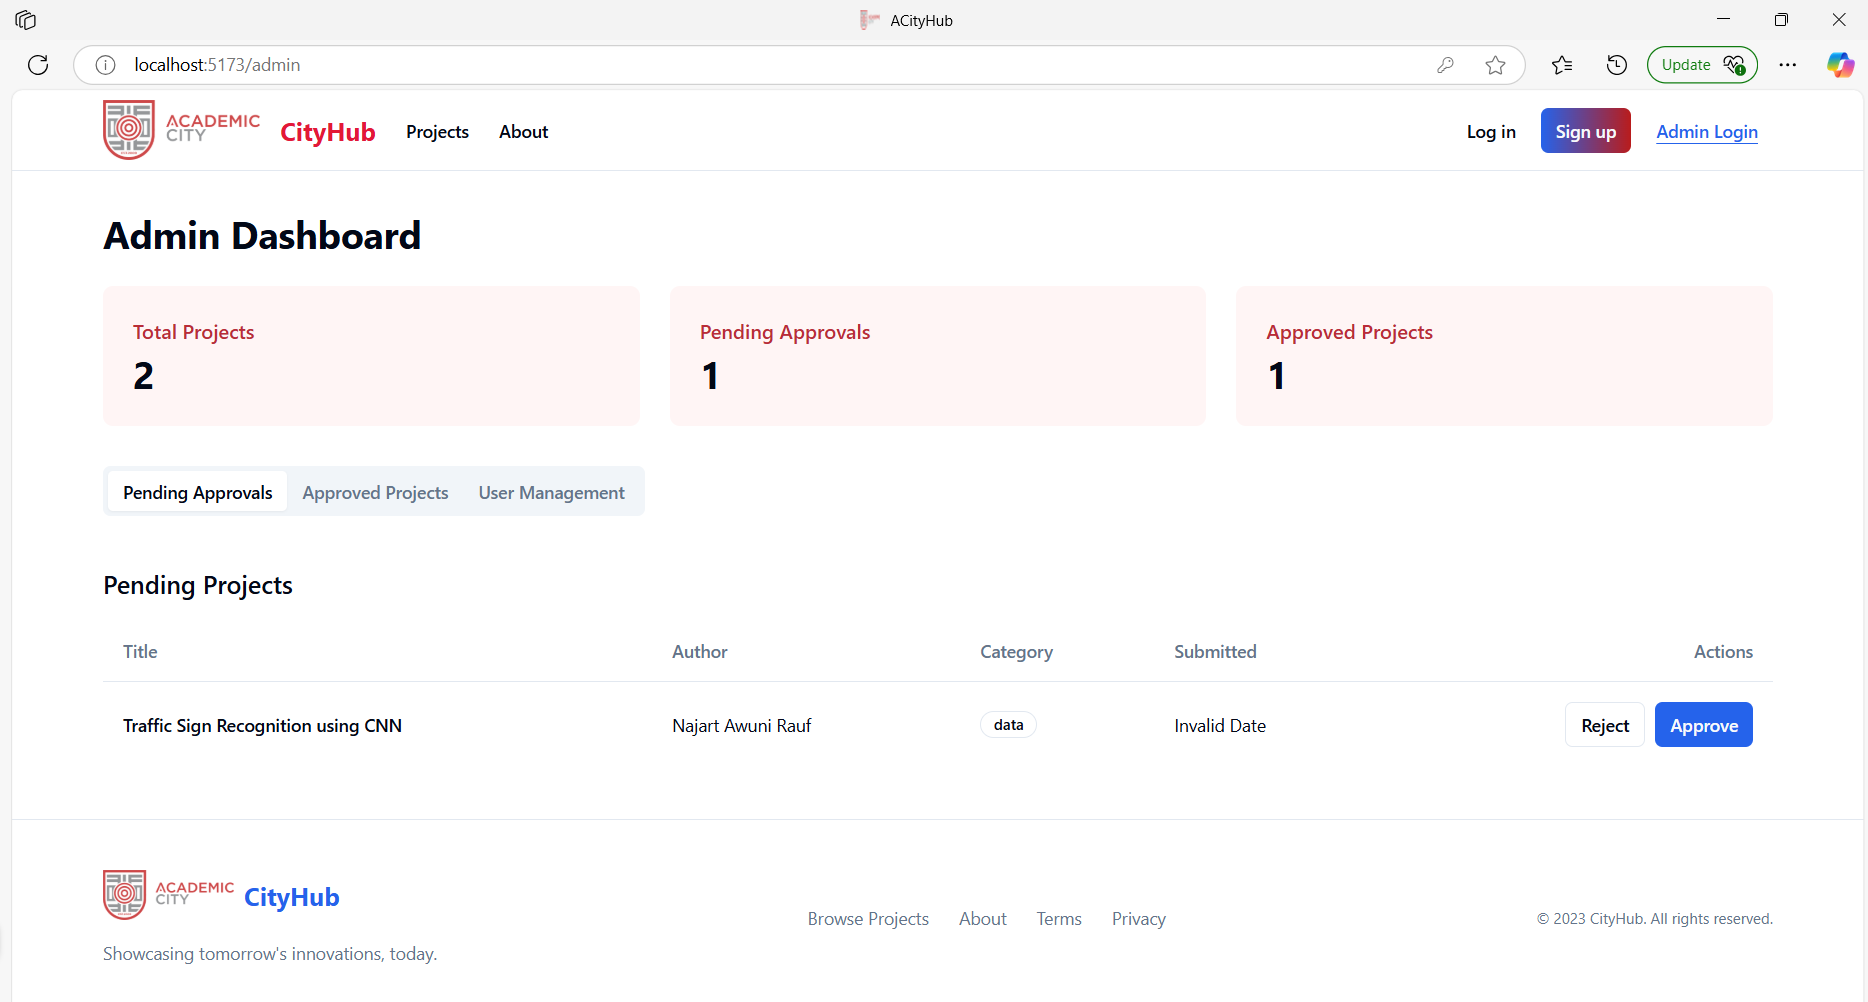 ACityHub
localhost:5173/admin
Update
ACADEMIC
CITY
CityHub
Projects
About
Log in
Sign up
Admin Login
Admin Dashboard
Total Projects
2
Pending Approvals
1
Approved Projects
1
Pending Approvals
Approved Projects
User Management
Pending Projects
Title Author Category Submitted Actions
Traffic Sign Recognition using CNN Najart Awuni Rauf data Invalid Date Reject Approve
ACADEMIC
CITY
CityHub
Showcasing tomorrow's innovations, today.
Browse Projects About Terms Privacy
© 2023 CityHub. All rights reserved.